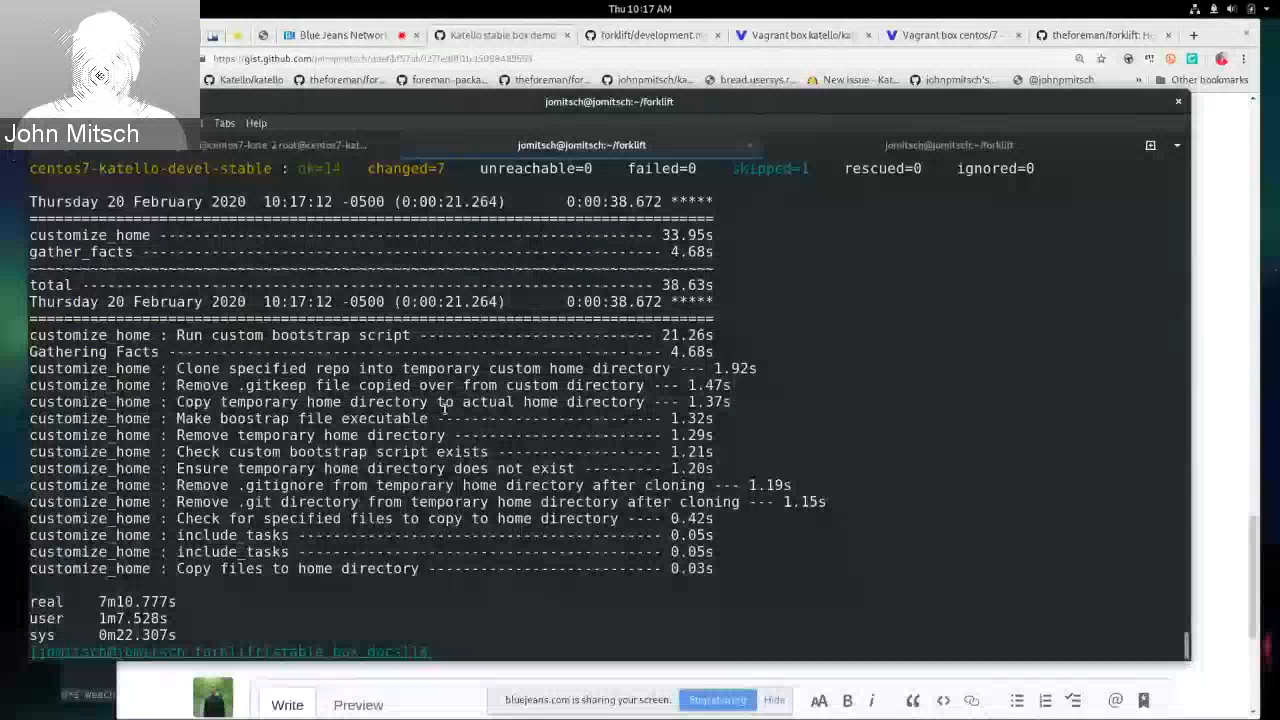 Thu 10:17 AM
Blue Jeans Network
Katello stable box demo
forklift/development.m
Vagrant box katello/ka
Vagrant box centos/7 -
theforeman/forklift: He
Katello/katello
theforeman/for...
foreman-packa...
theforeman/for...
johnpmitsch/ka...
bread.usersys.r...
New Issue · Kat...
johnpmitsch's...
@johnpmitsch
»
Other bookmarks
jomitsch@jomitsch:~/forklift
John Mitsch
Tabs Help
jomitsch@jomitsch:~/forklift
jomitsch@jomitsch:~/forklift
centos7-katello-devel-stable : ok=14 changed=7 unreachable=0 failed=0 skipped=1 rescued=0 ignored=0
Thursday 20 February 2020 10:17:12 -0500 (0:00:21.264) 0:00:38.672 *****
===============================================================================
customize_home --------------------------------------------------------- 33.95s
gather_facts ----------------------------------------------------------- 4.68s
~~~~~~~~~~~~~~~~~~~~~~~~~~~~~~~~~~~~~~~~~~~~~~~~~~~~~~~~~~~~~~~~~~~~~~~~~~~~~~~
total ------------------------------------------------------------------ 38.63s
Thursday 20 February 2020 10:17:12 -0500 (0:00:21.264) 0:00:38.672 *****
===============================================================================
customize_home : Run custom bootstrap script --------------------------- 21.26s
Gathering Facts -------------------------------------------------------- 4.68s
customize_home : Clone specified repo into temporary custom home directory --- 1.92s
customize_home : Remove .gitkeep file copied over from custom directory --- 1.47s
customize_home : Copy temporary home directory to actual home directory --- 1.37s
customize_home : Make boostrap file executable -------------------------- 1.32s
customize_home : Remove temporary home directory ------------------------ 1.29s
customize_home : Check custom bootstrap script exists ------------------- 1.21s
customize_home : Ensure temporary home directory does not exist --------- 1.20s
customize_home : Remove .gitignore from temporary home directory after cloning --- 1.19s
customize_home : Remove .git directory from temporary home directory after cloning --- 1.15s
customize_home : Check for specified files to copy to home directory ---- 0.42s
customize_home : include_tasks ------------------------------------------ 0.05s
customize_home : include_tasks ------------------------------------------ 0.05s
customize_home : Copy files to home directory --------------------------- 0.03s
real 7m10.777s
user 1m7.528s
sys 0m22.307s
[jomitsch@jomitsch forklift(stable_box_docs)]$
Write
Preview
bluejeans.com is sharing your screen.
Stop sharing
Hide
AA B i